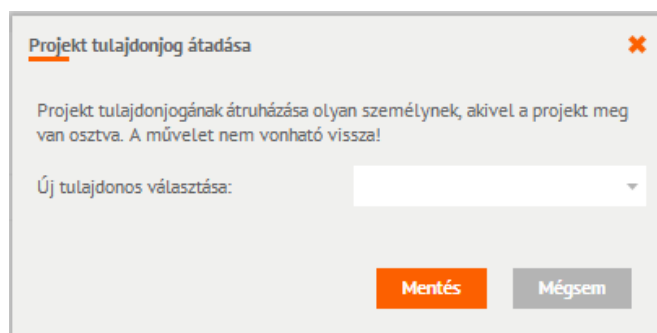 Projekt tulajdonjog átadása
Projekt tulajdonjogának átruházása olyan személynek, akivel a projekt meg
van osztva. A művelet nem vonható vissza!
Új tulajdonos választása:
Mentés Mégsem